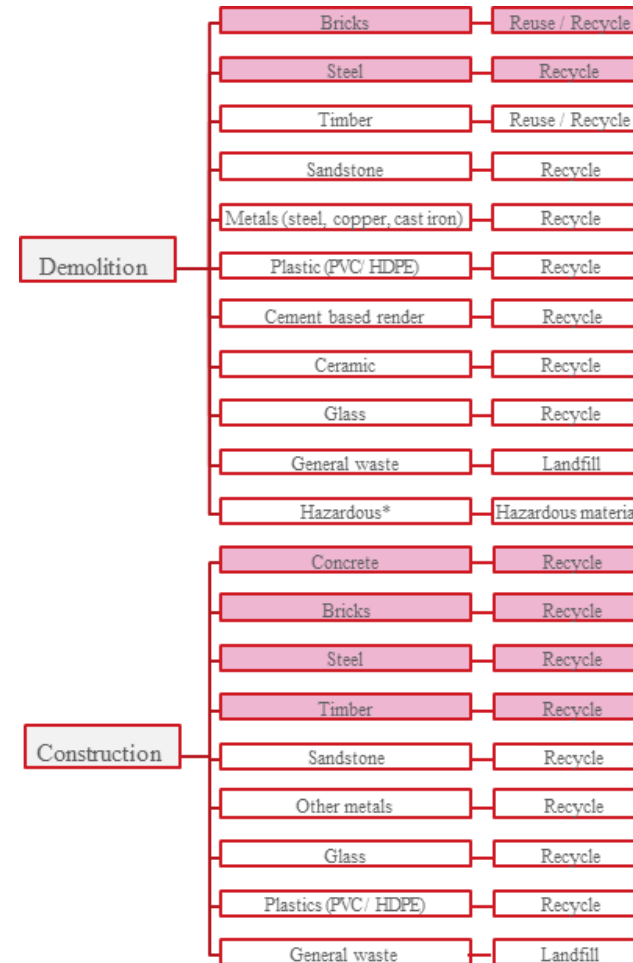 Demolition
Bricks Reuse / Recycle
Steel Recycle
Timber Reuse / Recycle
Sandstone Recycle
Metals (steel, copper, cast iron) Recycle
Plastic (PVC/ HDPE) Recycle
Cement based render Recycle
Ceramic Recycle
Glass Recycle
General waste Landfill
Hazardous* Hazardous materia
Construction
Concrete Recycle
Bricks Recycle
Steel Recycle
Timber Recycle
Sandstone Recycle
Other metals Recycle
Glass Recycle
Plastics (PVC/ HDPE) Recycle
General waste Landfill